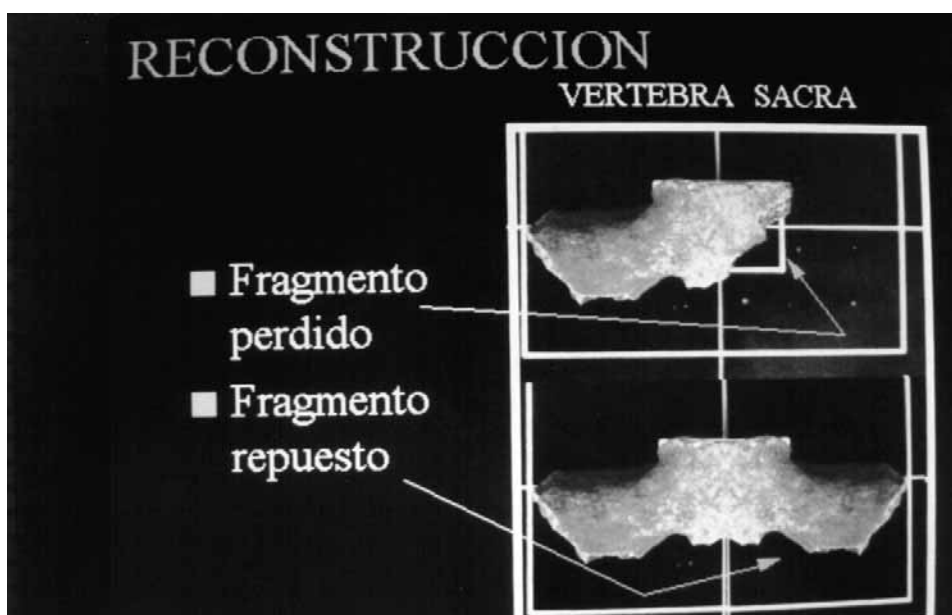 RECONSTRUCCION
VERTEBRA SACRA
Fragmento
perdido
Fragmento
repuesto